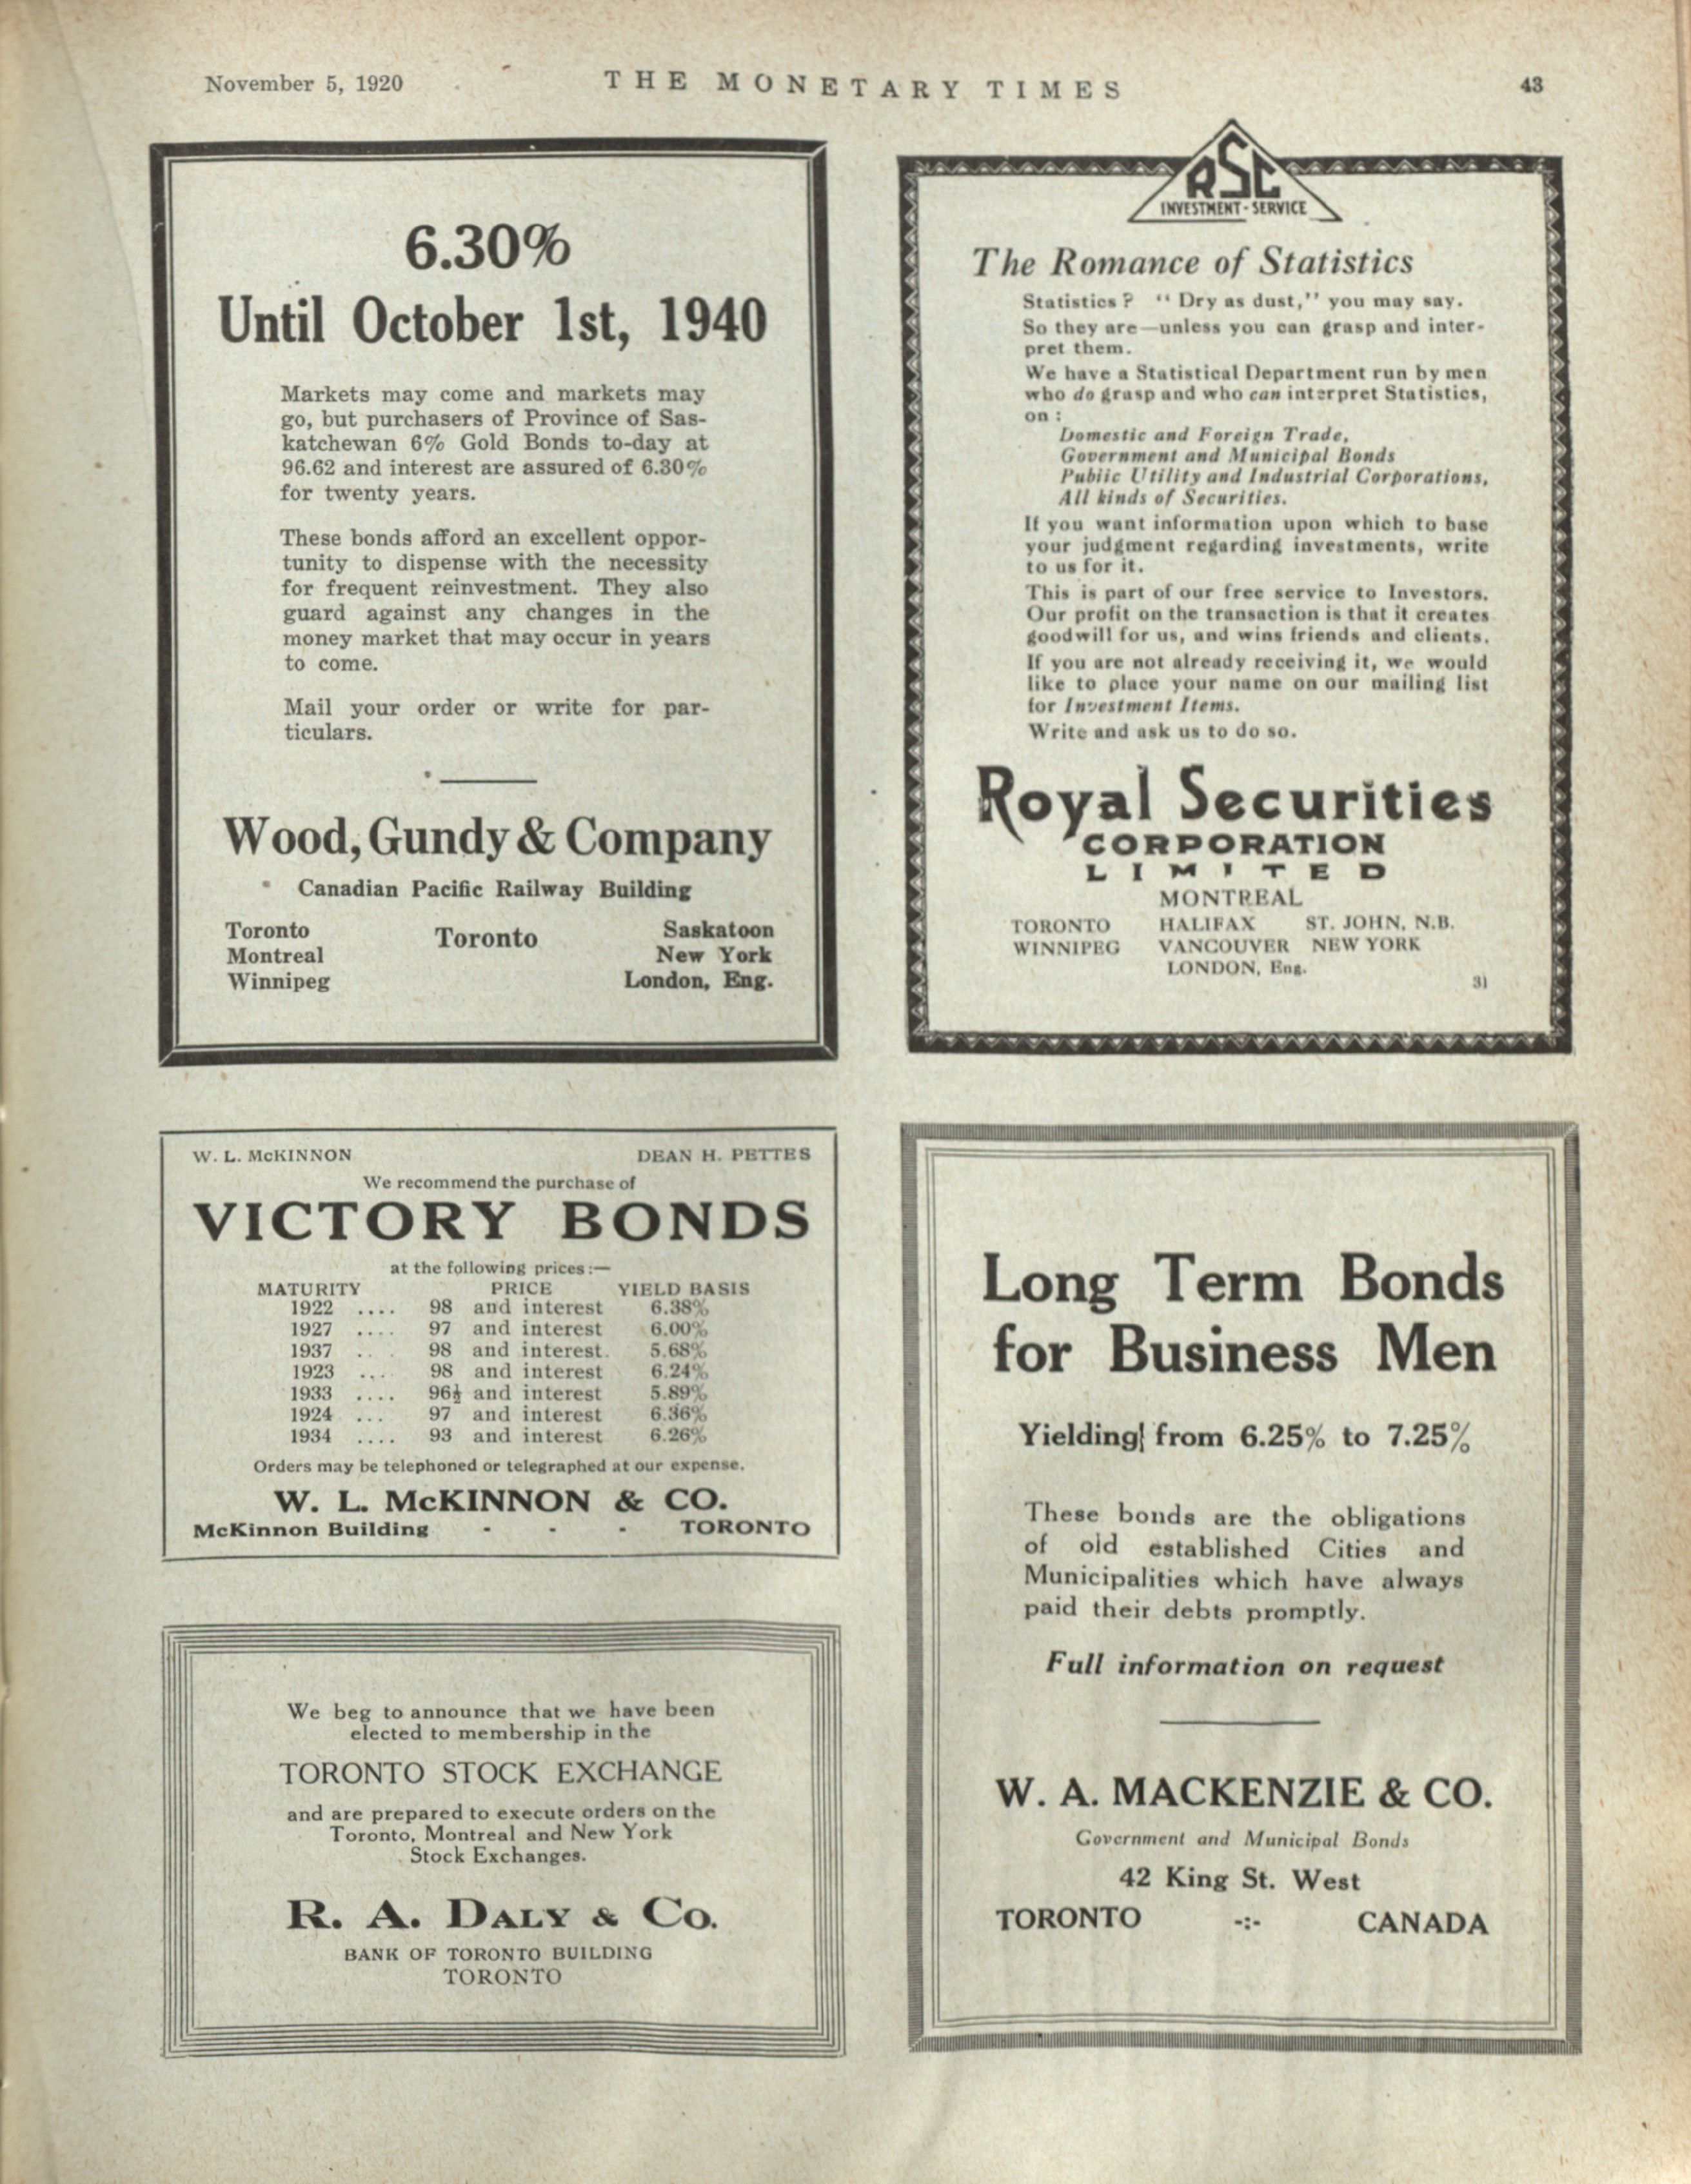 November 5, 1920 THE MONETARY TIMES 43
6.30%
Until October 1st, 1940
Markets may come and markets may
go, but purchasers of Province of Sas-
katchewan 6% Gold Bonds to-day at
96.62 and interest are assured of 6.30%
for twenty years.
These bonds afford an excellent oppor-
tunity to dispense with the necessity
for frequent reinvestment. They also
guard against any changes in the
money market that may occur in years
to come.
Mail your order or write for par-
ticulars.
Wood, Gundy & Company
Canadian Pacific Railway Building
Toronto Toronto Saskatoon
Montreal New York
Winnipeg London, Eng.
RSC
INVESTMENT-SERVICE
The Romance of Statistics
Statistics? "Dry as dust," you may say.
So they are—unless you can grasp and inter-
pret them.
We have a Statistical Department run by men
who do grasp and who can interpret Statistics,
on:
Domestic and Foreign Trade,
Government and Municipal Bonds
Public Utility and Industrial Corporations,
All kinds of Securities.
If you want information upon which to base
your judgment regarding investments, write
to us for it.
This is part of our free service to Investors.
Our profit on the transaction is that it creates
goodwill for us, and wins friends and clients.
If you are not already receiving it, we would
like to place your name on our mailing list
for Investment Items.
Write and ask us to do so.
Royal Securities
CORPORATION
LIMITED
MONTREAL
TORONTO HALIFAX ST. JOHN, N.B.
WINNIPEG VANCOUVER NEW YORK
LONDON, Eng.
31
W. L. McKINNON DEAN H. PETTES
We recommend the purchase of
VICTORY BONDS
at the following prices:—
MATURITY PRICE YIELD BASIS
1922 .... 98 and interest 6.38%
1927 .... 97 and interest 6.00%
1937 .. . 98 and interest. 5.68%
1923 ... 98 and interest 6.24%
1933 .... 96½ and interest 5.89%
1924 ... 97 and interest 6.36%
1934 .... 93 and interest 6.26%
Orders may be telephoned or telegraphed at our expense.
W. L. McKINNON & CO.
McKinnon Building - - - TORONTO
We beg to announce that we have been
elected to membership in the
TORONTO STOCK EXCHANGE
and are prepared to execute orders on the
Toronto, Montreal and New York
Stock Exchanges.
R. A. DALY & CO.
BANK OF TORONTO BUILDING
TORONTO
Long Term Bonds
for Business Men
Yielding from 6.25% to 7.25%
These bonds are the obligations
of old established Cities and
Municipalities which have always
paid their debts promptly.
Full information on request
W. A. MACKENZIE & CO.
Government and Municipal Bonds
42 King St. West
TORONTO -:- CANADA